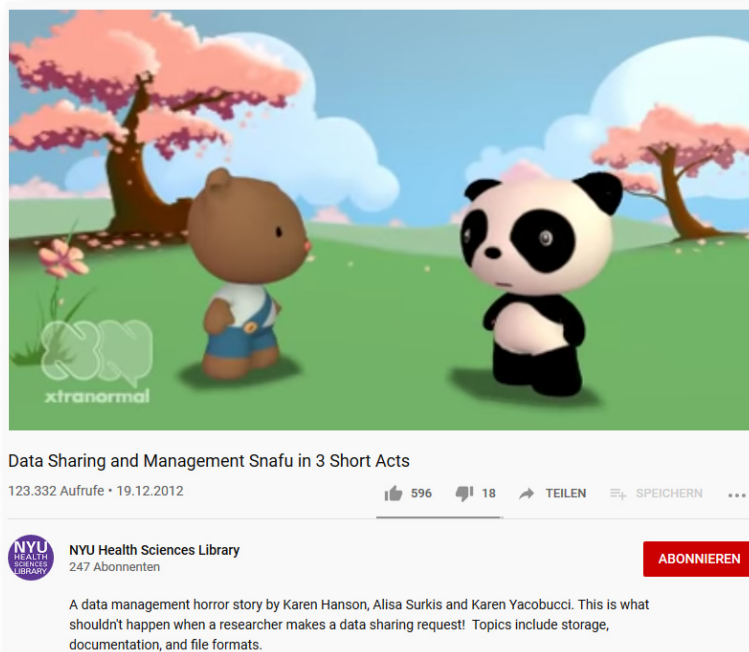 xtranormal
Data Sharing and Management Snafu in 3 Short Acts
123.332 Aufrufe • 19.12.2012
596
18
TEILEN
SPEICHERN
NYU
HEALTH
SCIENCES
LIBRARY
NYU Health Sciences Library
247 Abonnenten
ABONNIEREN
A data management horror story by Karen Hanson, Alisa Surkis and Karen Yacobucci. This is what
shouldn't happen when a researcher makes a data sharing request! Topics include storage,
documentation, and file formats.